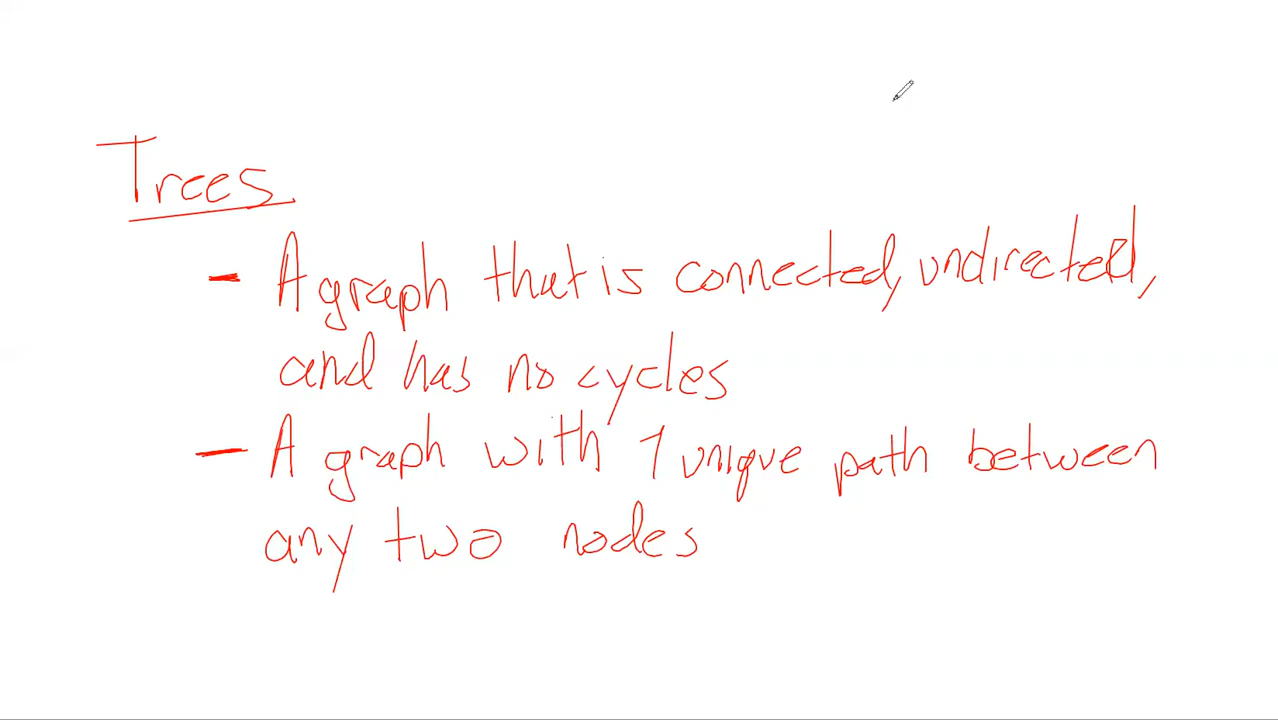 Trees
- A graph that is connected, undirected,
and has no cycles
- A graph with 1 unique path between
any two nodes